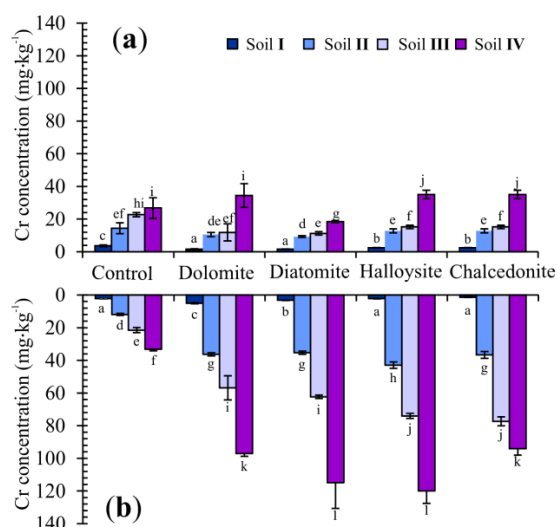 (a)
Soil I Soil II Soil III Soil IV
Cr concentration (mg·kg⁻¹)
140
120
100
80
60
40
20
0
c ef hi i
a de ef i
a d e g
b e f j
b e f j
Control Dolomite Diatomite Halloysite Chalcedonite
0
20
40
60
80
100
120
140
Cr concentration (mg·kg⁻¹)
a d e f
c g i k
b g i l
a h j l
a g j k
(b)